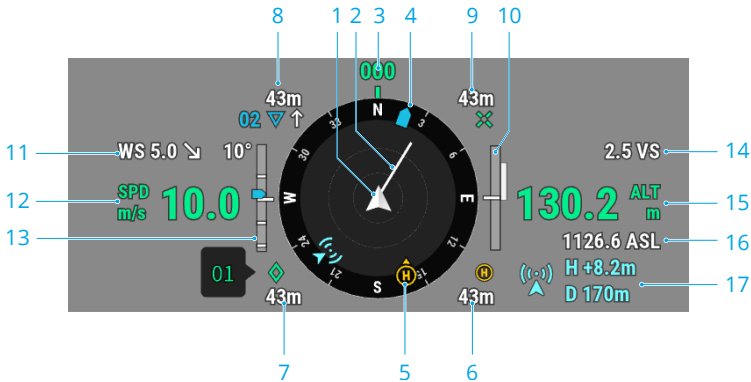 8 1 2 3 4 9 10
000
43m 43m
02
N
33 3
30 6
11 WS 5.0 ↘ 10° 2.5 VS 14
12 SPD m/s 10.0 W E 130.2 ALT m 15
13 24 12 1126.6 ASL 16
01 21 S 15 H H H +8.2m 17
43m 43m D 170m
7 5 6